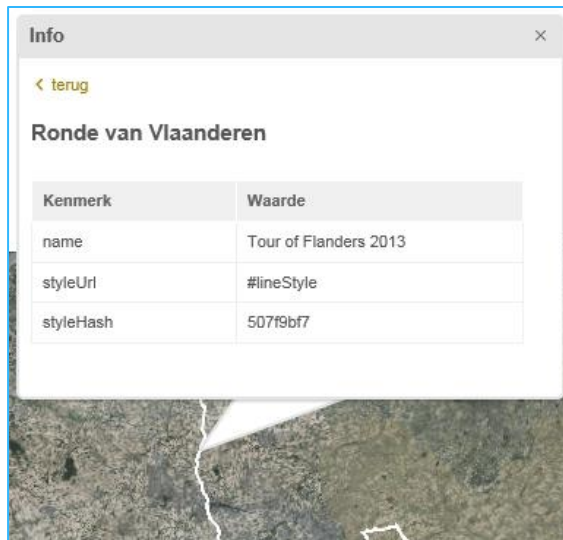 Info ×
< terug
Ronde van Vlaanderen
Kenmerk Waarde
name Tour of Flanders 2013
styleUrl #lineStyle
styleHash 507f9bf7